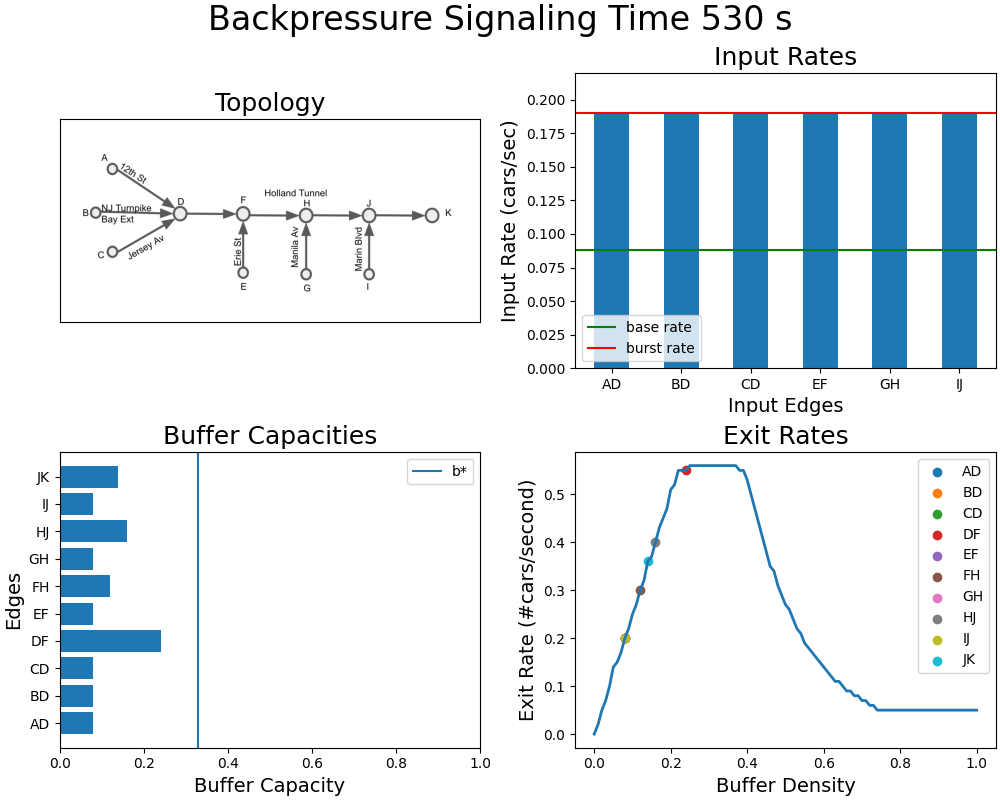 Backpressure Signaling Time 530 s
Topology
A
12th St
B
NJ Turnpike
Bay Ext
C
Jersey Av
D
F
Holland Tunnel
H
J
K
Erie St
Manila Av
Marin Blvd
E
G
I
Input Rates
Input Rate (cars/sec)
0.200
0.175
0.150
0.125
0.100
0.075
0.050
0.025
0.000
base rate
burst rate
AD BD CD EF GH IJ
Input Edges
Buffer Capacities
Edges
JK
IJ
HJ
GH
FH
EF
DF
CD
BD
AD
b*
0.0 0.2 0.4 0.6 0.8 1.0
Buffer Capacity
Exit Rates
Exit Rate (#cars/second)
0.5
0.4
0.3
0.2
0.1
0.0
AD
BD
CD
DF
EF
FH
GH
HJ
IJ
JK
0.0 0.2 0.4 0.6 0.8 1.0
Buffer Density